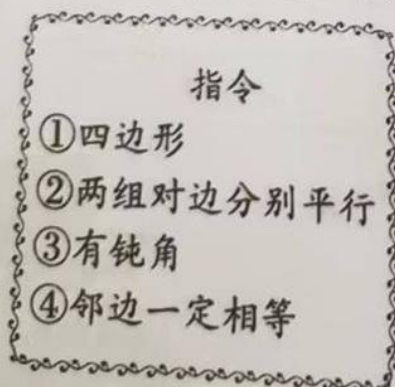 指令
①四边形
②两组对边分别平行
③有钝角
④邻边一定相等